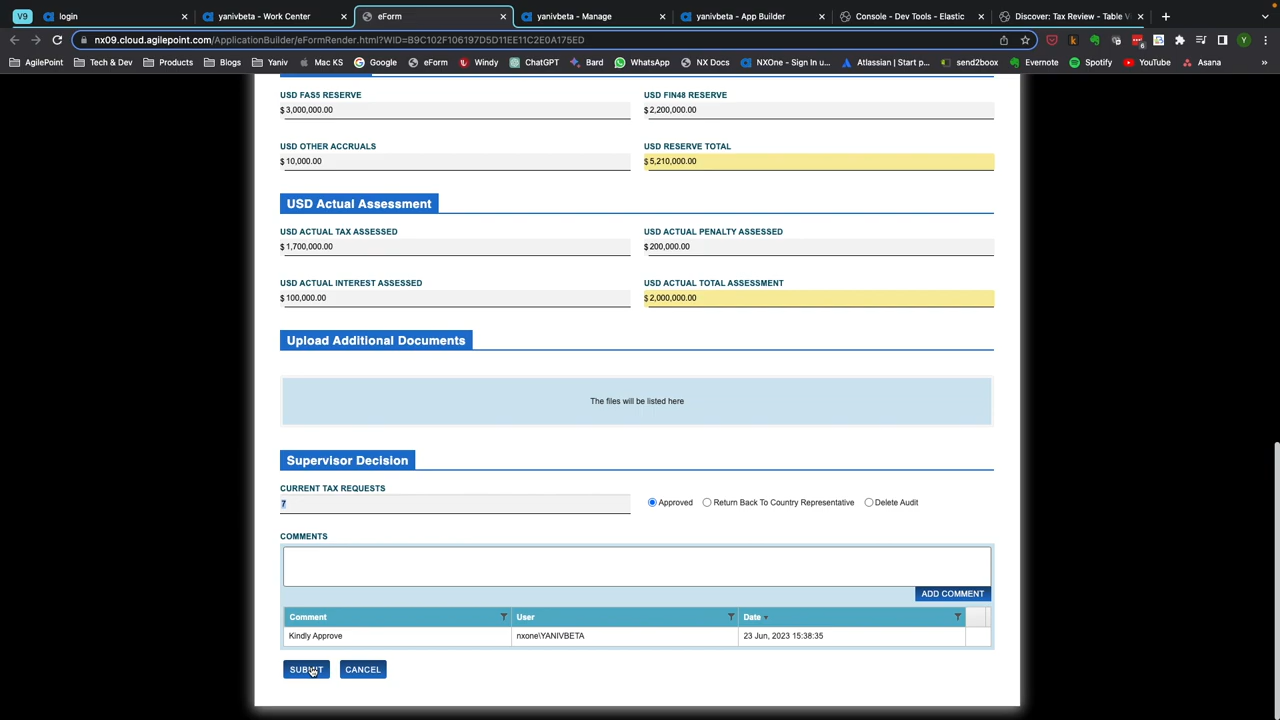 V9 login yanivbeta - Work Center eForm yanivbeta - Manage yanivbeta - App Builder Console - Dev Tools - Elastic Discover: Tax Review - Table V
nx09.cloud.agilepoint.com/ApplicationBuilder/eFormRender.html?WID=B9C102F106197D5D11EE11C2E0A175ED
AgilePoint Tech & Dev Products Blogs Yaniv Mac KS Google eForm Windy ChatGPT Bard WhatsApp NX Docs NXOne - Sign In u... Atlassian | Start p... send2boox Evernote Spotify YouTube Asana
USD FAS5 RESERVE USD FIN48 RESERVE
$ 3,000,000.00 $ 2,200,000.00
USD OTHER ACCRUALS USD RESERVE TOTAL
$ 10,000.00 $ 5,210,000.00
USD Actual Assessment
USD ACTUAL TAX ASSESSED USD ACTUAL PENALTY ASSESSED
$ 1,700,000.00 $ 200,000.00
USD ACTUAL INTEREST ASSESSED USD ACTUAL TOTAL ASSESSMENT
$ 100,000.00 $ 2,000,000.00
Upload Additional Documents
The files will be listed here
Supervisor Decision
CURRENT TAX REQUESTS
7 Approved Return Back To Country Representative Delete Audit
COMMENTS
ADD COMMENT
Comment User Date
Kindly Approve nxone\YANIVBETA 23 Jun, 2023 15:38:35
SUBMIT CANCEL